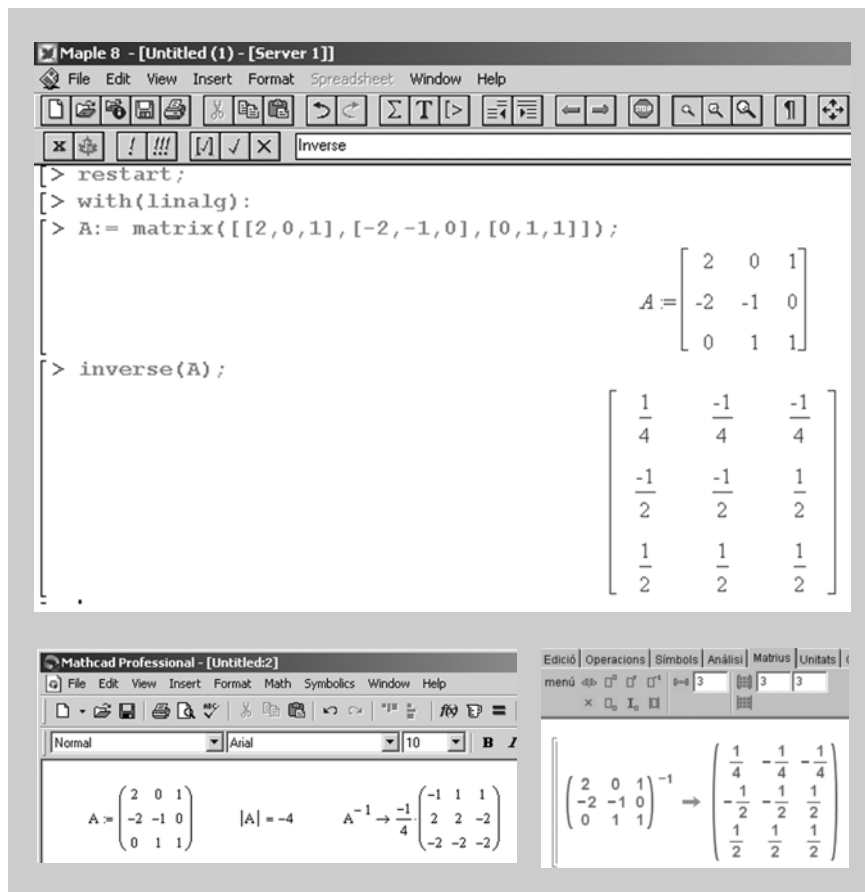 Maple 8 - [Untitled (1) - [Server 1]]
File Edit View Insert Format Spreadsheet Window Help
Inverse
[> restart;
[> with(linalg):
[> A:= matrix([[2,0,1],[-2,-1,0],[0,1,1]]);
2 0 1
A := -2 -1 0
0 1 1
[> inverse(A);
1/4 -1/4 -1/4
-1/2 -1/2 1/2
1/2 1/2 1/2
Mathcad Professional - [Untitled:2]
File Edit View Insert Format Math Symbolics Window Help
Normal Arial 10 B I
2 0 1
A := -2 -1 0
0 1 1
|A| = -4
A⁻¹ → -1/4 ·
-1 1 1
2 2 -2
-2 -2 -2
Edició Operacions Símbols Anàlisi Matrius Unitats
menú 3 3 3
2 0 1
-2 -1 0
0 1 1
-1 →
1/4 -1/4 -1/4
-1/2 -1/2 1/2
1/2 1/2 1/2